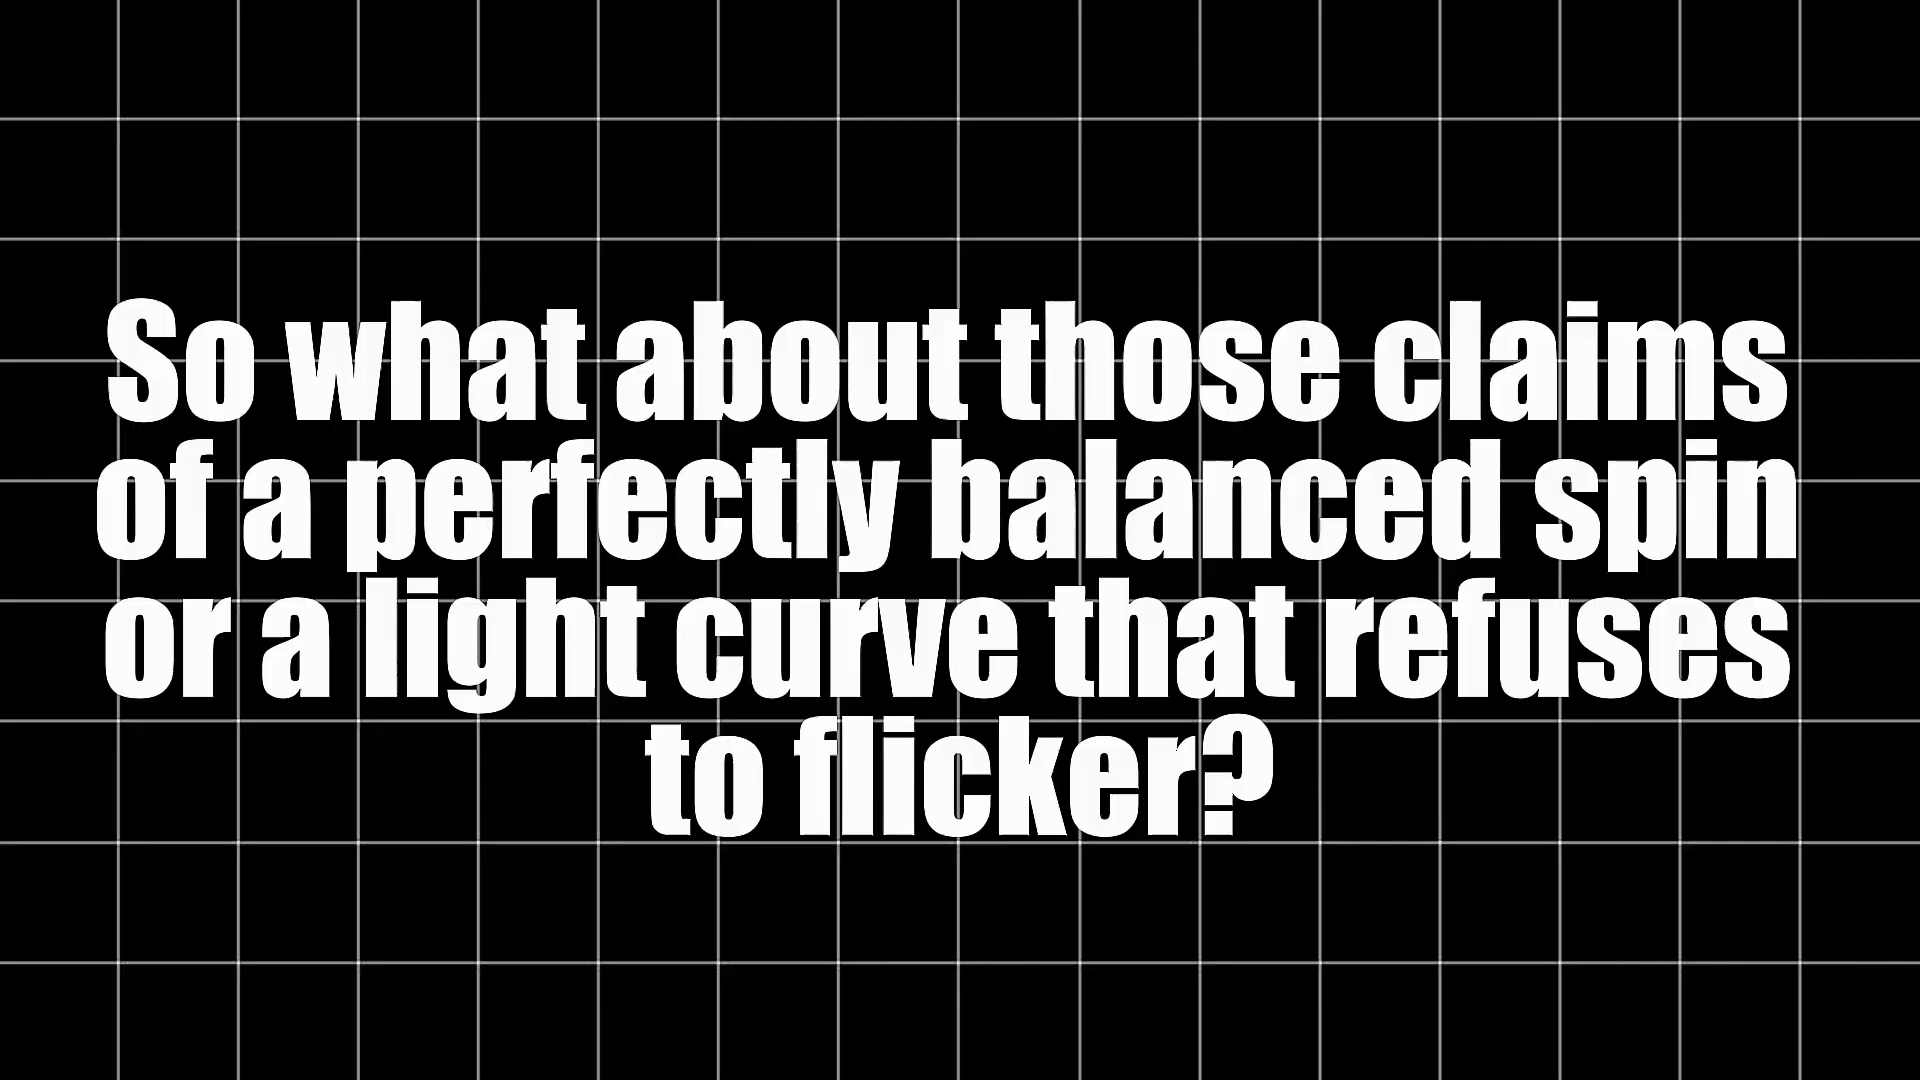 So what about those claims
of a perfectly balanced spin
or a light curve that refuses
to flicker?